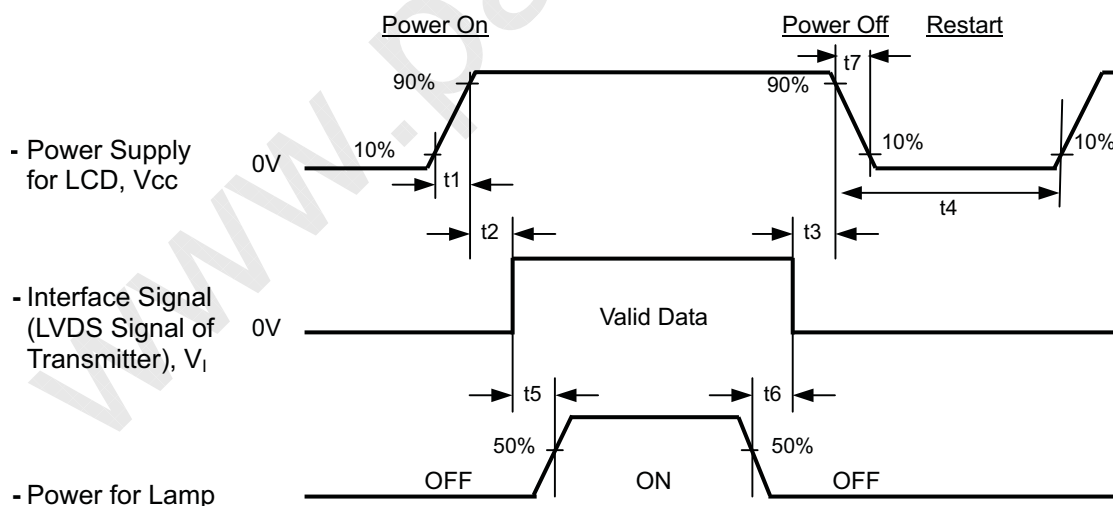 Power On
Power Off
Restart
90%
90%
t7
- Power Supply
for LCD, Vcc
0V
10%
10%
10%
t1
t4
t2
t3
- Interface Signal
(LVDS Signal of
Transmitter), VI
0V
Valid Data
t5
t6
50%
50%
- Power for Lamp
OFF
ON
OFF